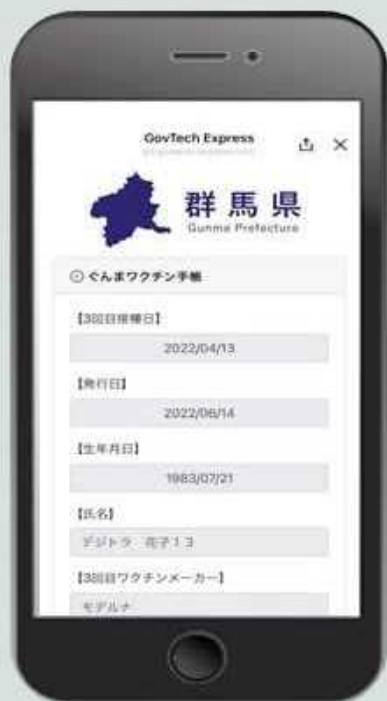 GovTech Express
群馬県
Gunma Prefecture
ぐんまワクチン手帳
【3回目接種日】
2022/04/13
【発行日】
2022/06/14
【生年月日】
1983/07/21
【氏名】
デジトラ 花子13
【3回目ワクチンメーカー】
モデルナ